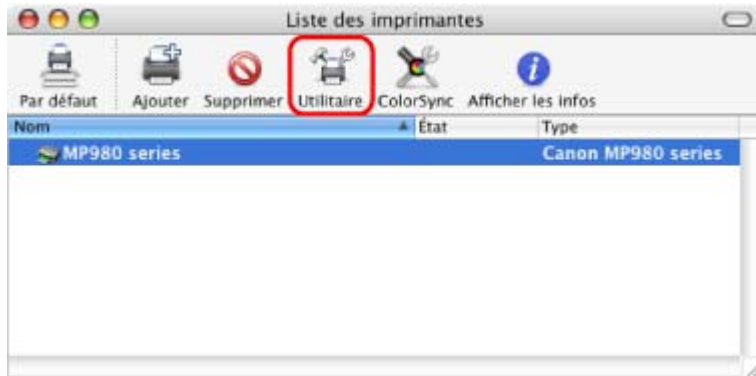 Liste des imprimantes
Par défaut Ajouter Supprimer Utilitaire ColorSync Afficher les infos
Nom État Type
MP980 series Canon MP980 series